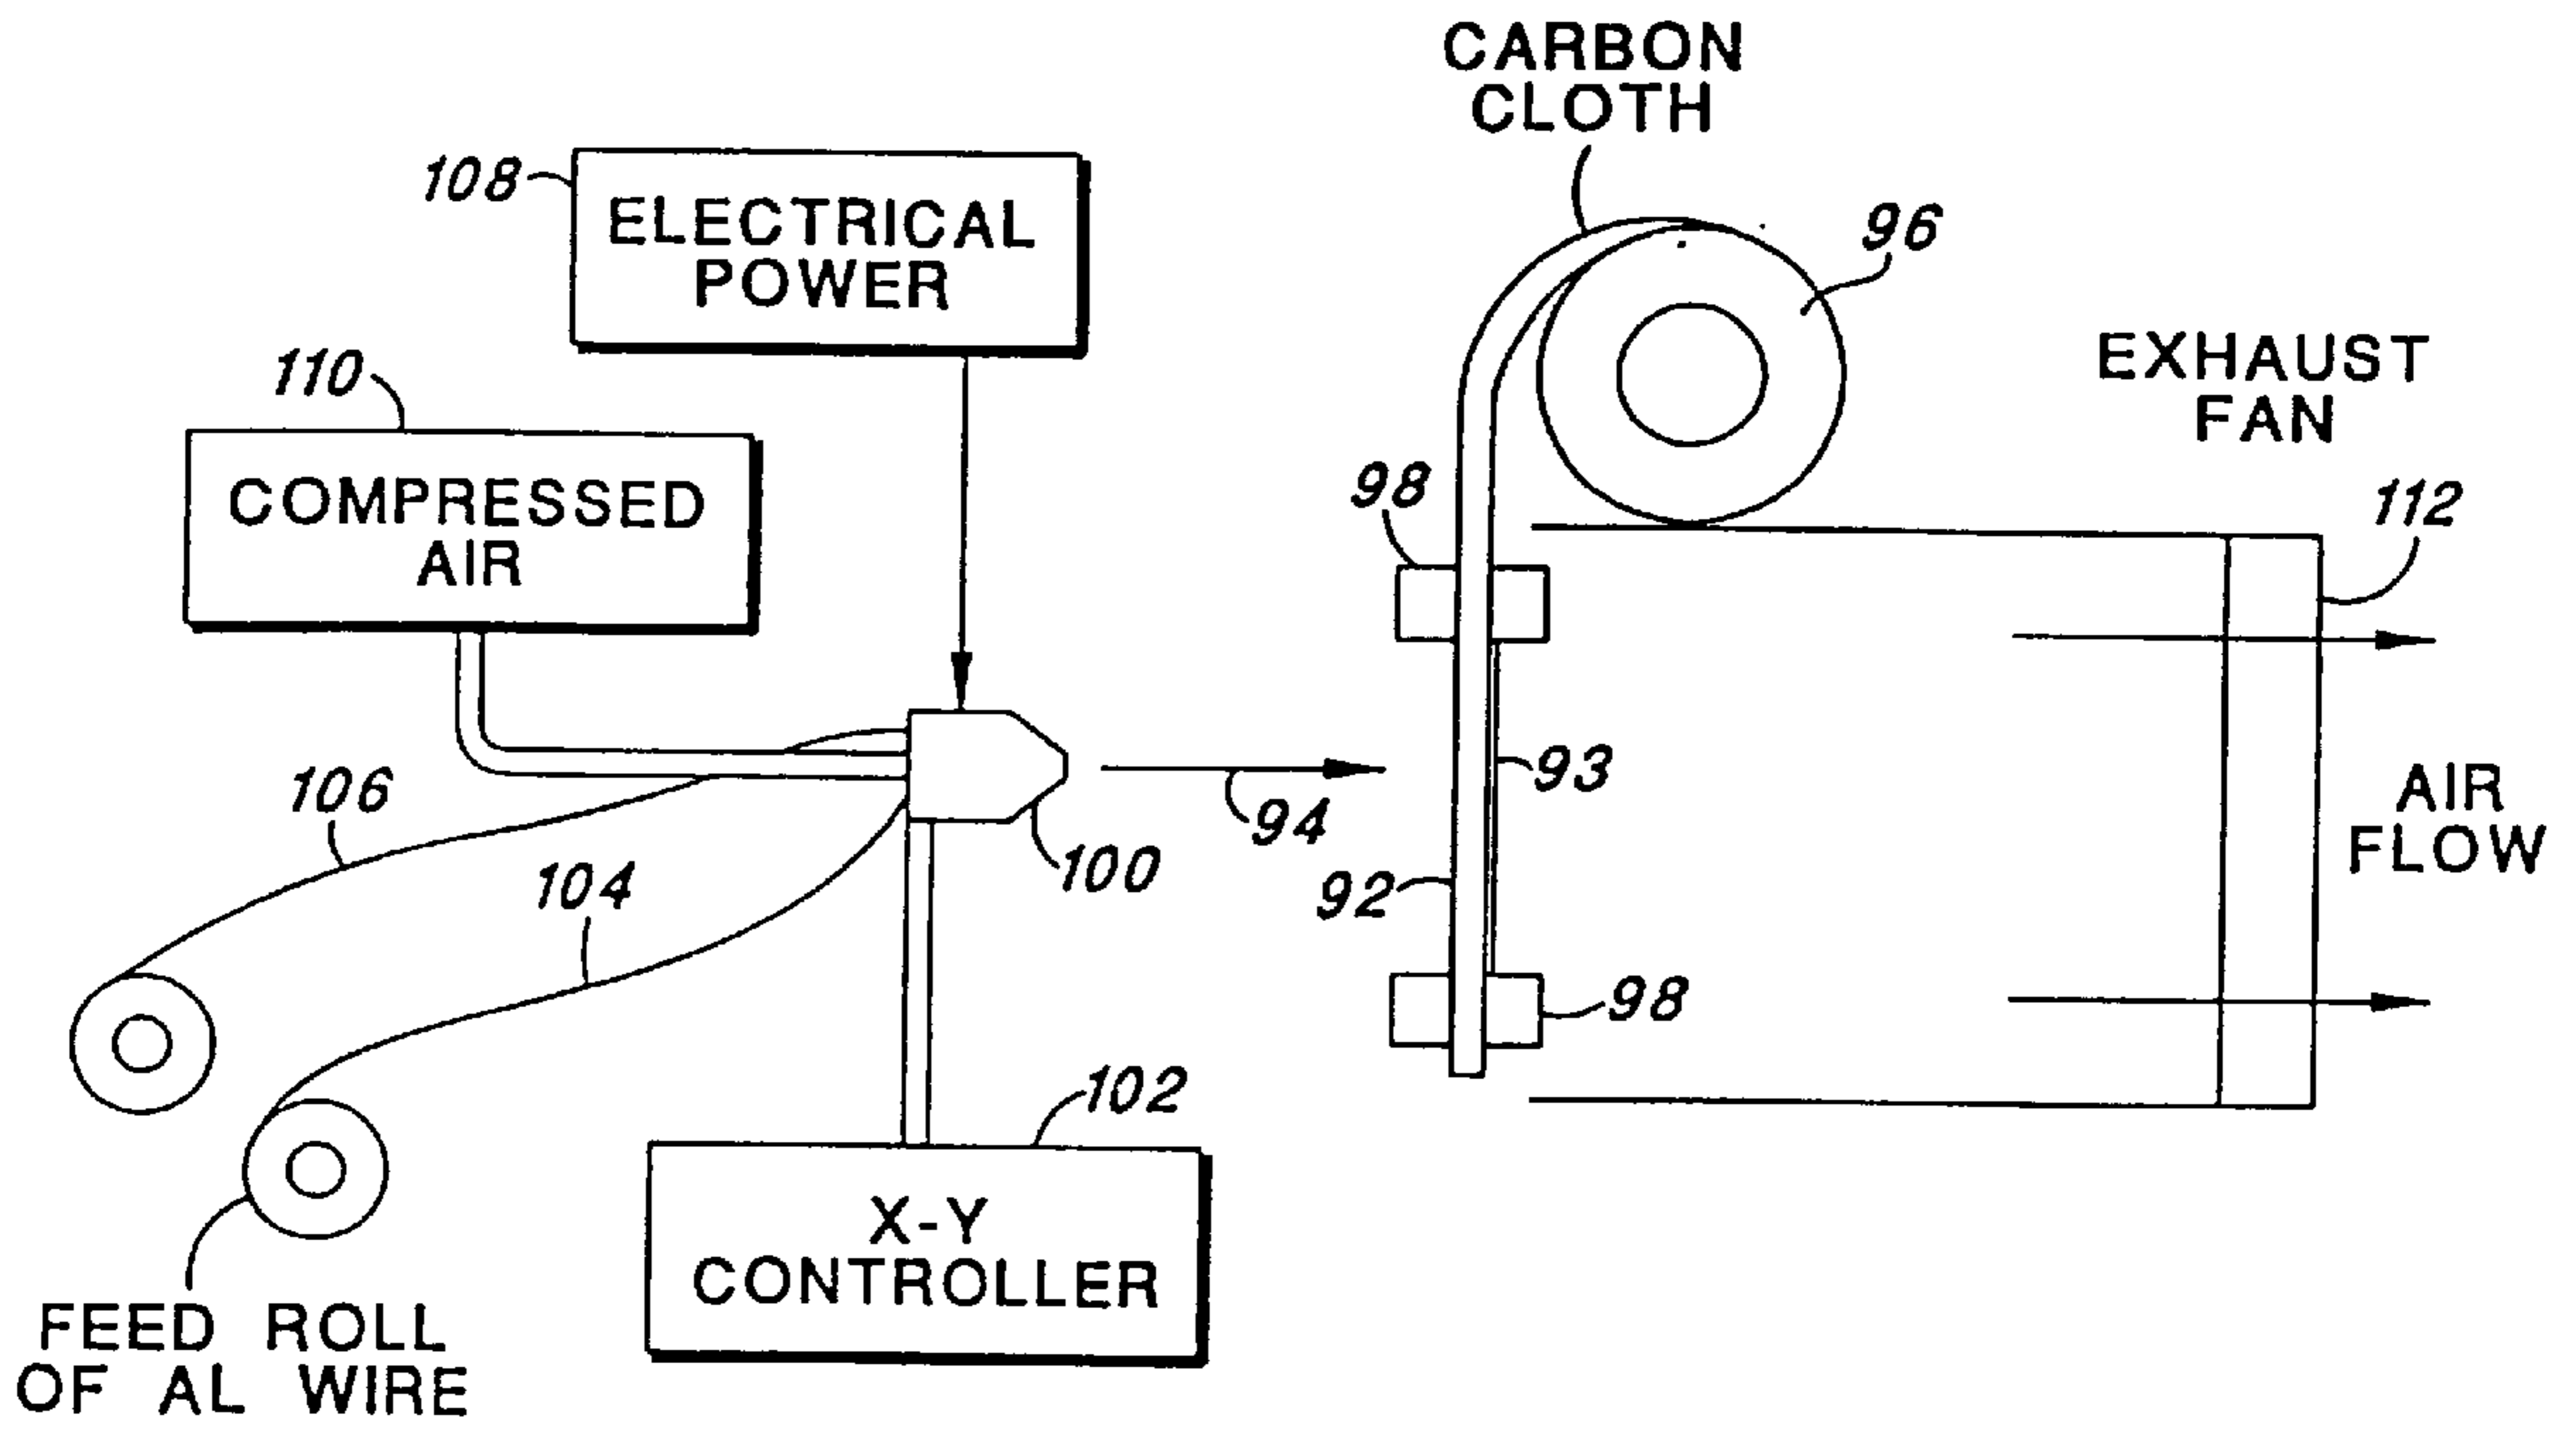 CARBON
CLOTH
108
ELECTRICAL
POWER
96
110
EXHAUST
FAN
COMPRESSED
AIR
98
112
106
94
93
AIR
FLOW
104
100
92
98
102
X-Y
CONTROLLER
FEED ROLL
OF AL WIRE